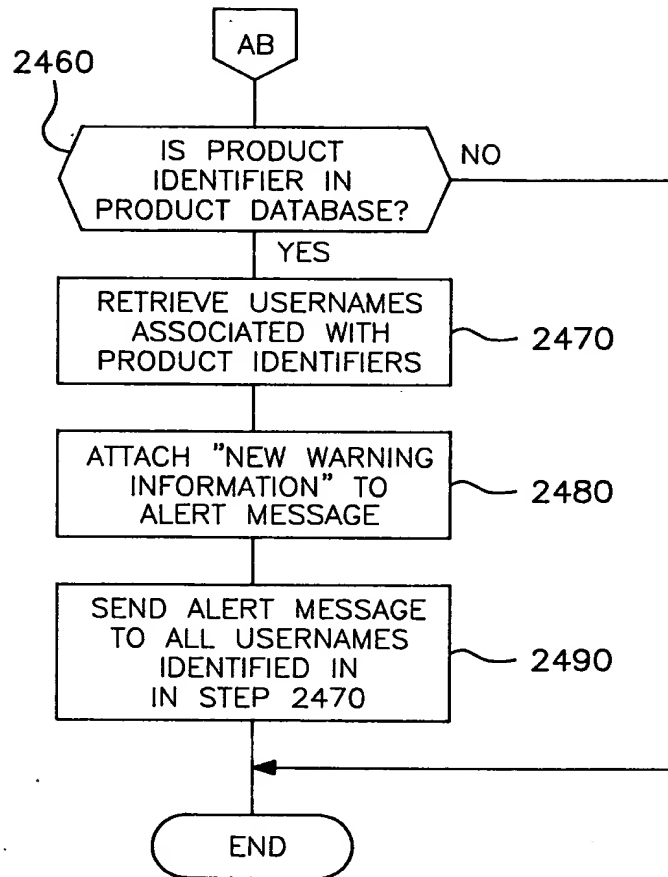 AB
2460
IS PRODUCT
IDENTIFIER IN
PRODUCT DATABASE?
NO
YES
RETRIEVE USERNAMES
ASSOCIATED WITH
PRODUCT IDENTIFIERS
2470
ATTACH "NEW WARNING
INFORMATION" TO
ALERT MESSAGE
2480
SEND ALERT MESSAGE
TO ALL USERNAMES
IDENTIFIED IN
IN STEP 2470
2490
END